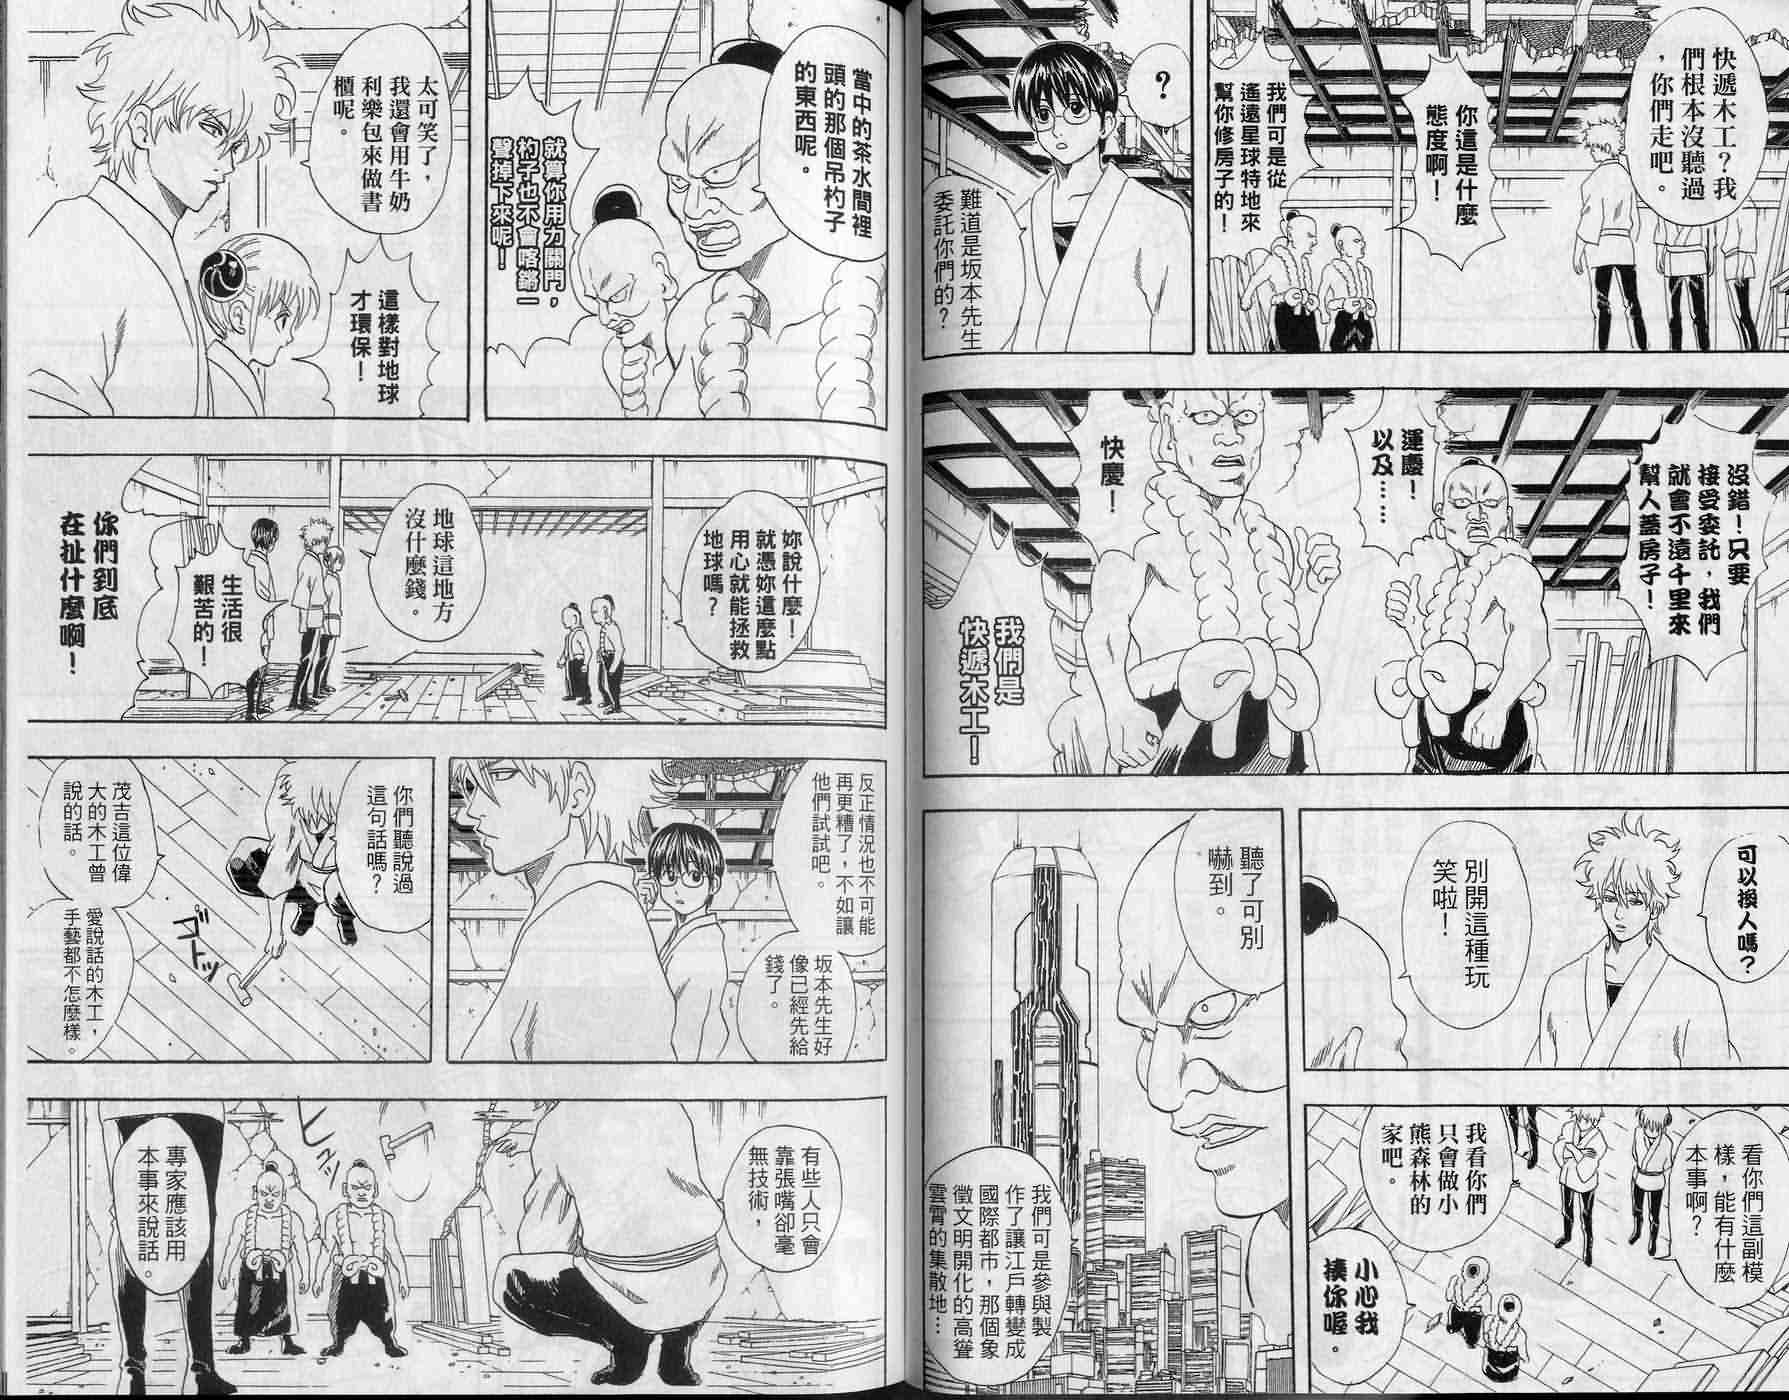 快遞木工？我
們根本沒聽過
，你們走吧。
你這是什麼
態度啊！
我們可是從
遙遠星球特地來
幫你修房子的！
？
難道是坂本先生
委託你們的？
沒錯！只要
接受委託，我們
就會不遠千里來
幫人蓋房子！
運慶！
以及……
快慶！
我們是
快遞木工！
可以換人嗎？
別開這種玩
笑啦！
聽了可別
嚇到。
我們可是參與製
作了讓江戶轉變成
國際都市，那個象
徵文明開化的高聳
雲霄的集散地…
看你們這副模
樣，能有什麼
本事啊？
我看你們
只會做小
熊森林的
家吧。
小心我
揍你喔。
當中的茶水間裡
頭的那個吊杓子
的東西呢。
就算你用力關門，
杓子也不會喀鏘一
聲掉下來呢！
太可笑了，
我還會用牛奶
利樂包來做書
櫃呢。
這樣對地球
才環保！
妳說什麼！
就憑妳這麼點
用心就能拯救
地球嗎？
地球這地方
沒什麼錢。
生活很
艱苦的！
你們到底
在扯什麼啊！
反正情況也不可能
再更糟了，不如讓
他們試試吧。
坂本先生好
像已經先給
錢了。
你們聽說過
這句話嗎？
茂吉這位偉
大的木工曾
說的話。
愛說話的木工，
手藝都不怎麼樣。
ゴトッ
有些人只會
靠張嘴卻毫
無技術，
ヒュッ
專家應該用
本事來說話。